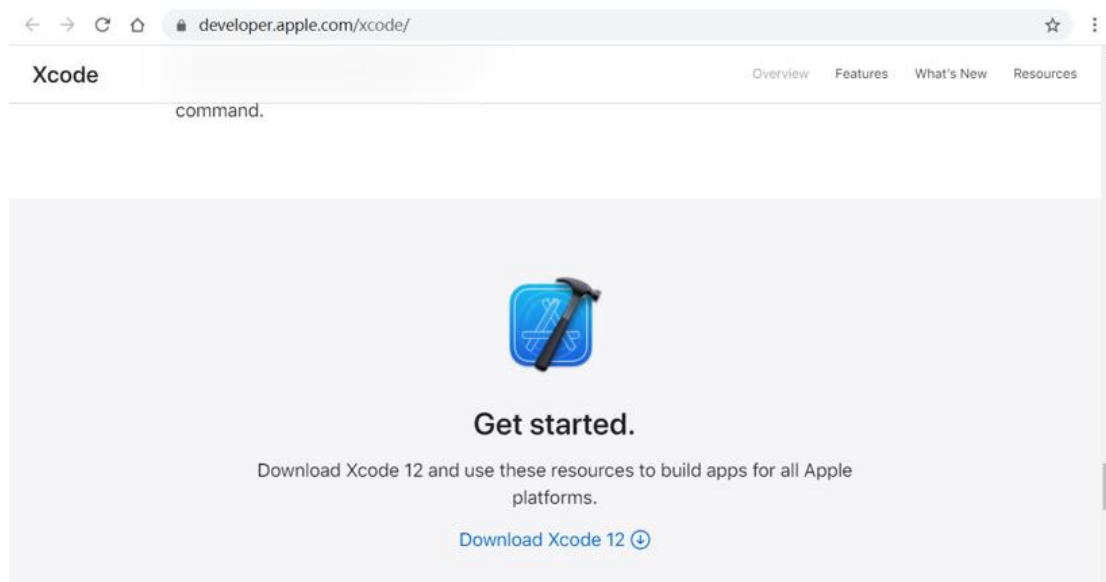 developer.apple.com/xcode/
Xcode
Overview Features What's New Resources
command.
Get started.
Download Xcode 12 and use these resources to build apps for all Apple
platforms.
Download Xcode 12